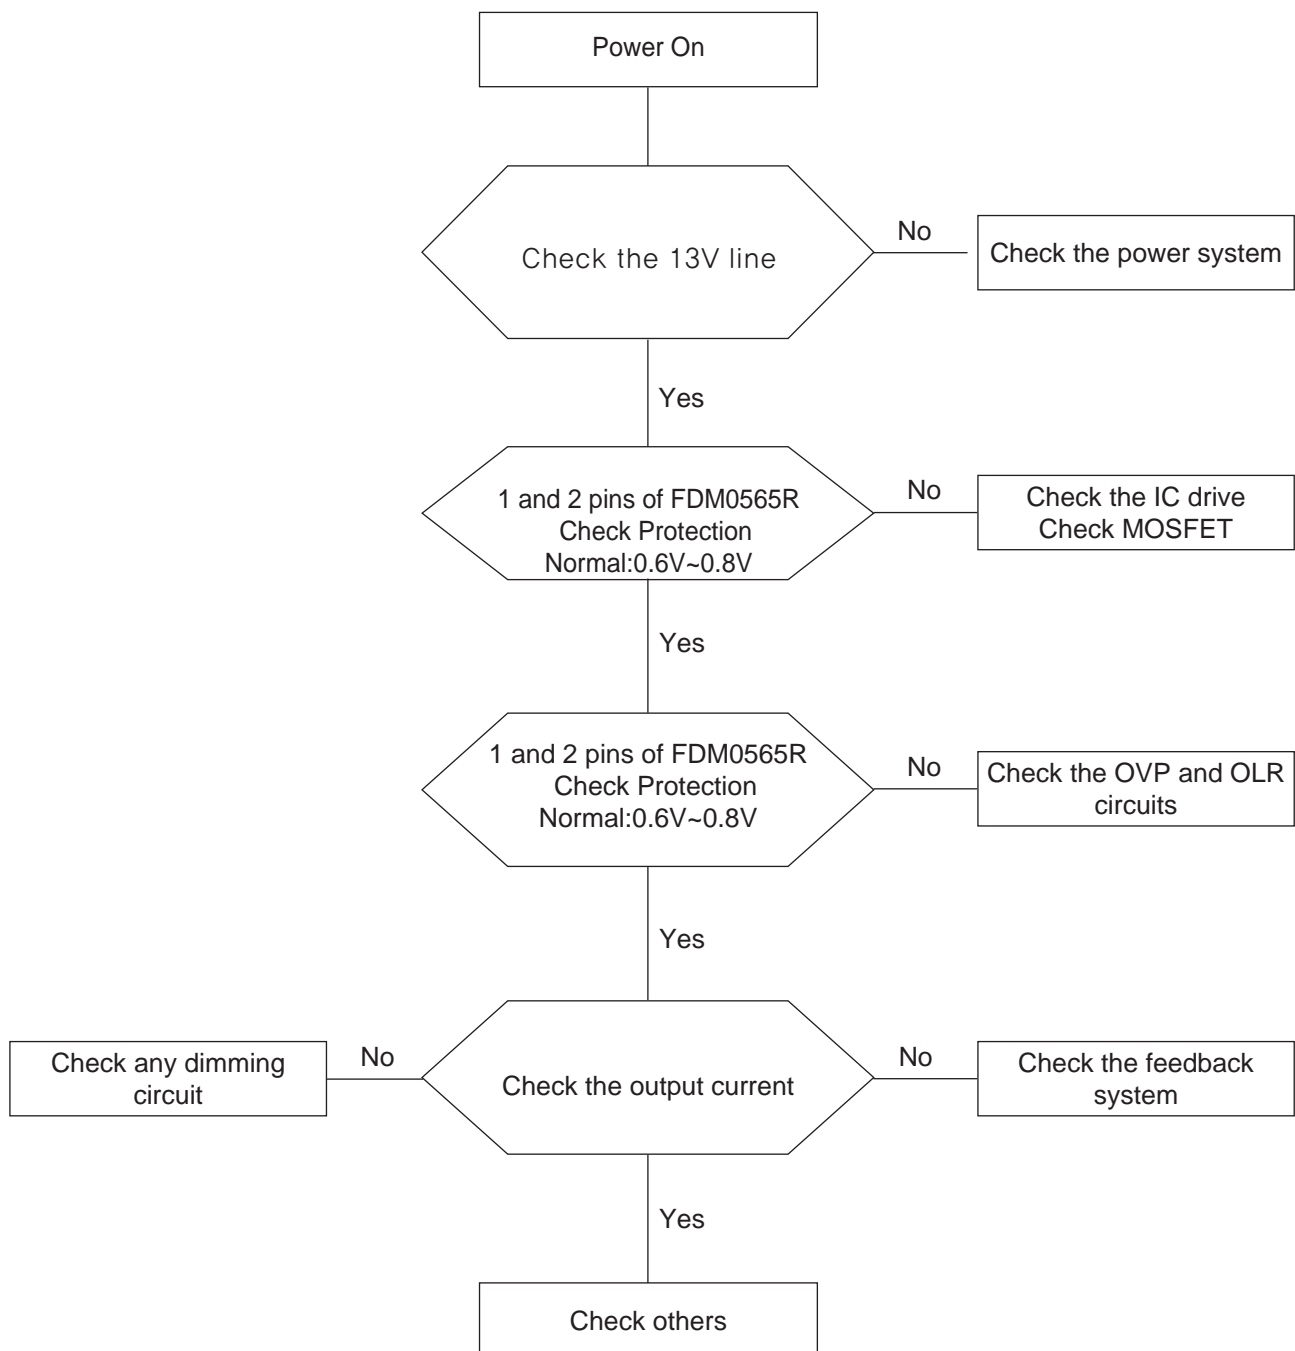 Power On
Check the 13V line
No
Check the power system
Yes
1 and 2 pins of FDM0565R
Check Protection
Normal:0.6V~0.8V
No
Check the IC drive
Check MOSFET
Yes
1 and 2 pins of FDM0565R
Check Protection
Normal:0.6V~0.8V
No
Check the OVP and OLR
circuits
Yes
Check any dimming
circuit
No
Check the output current
No
Check the feedback
system
Yes
Check others